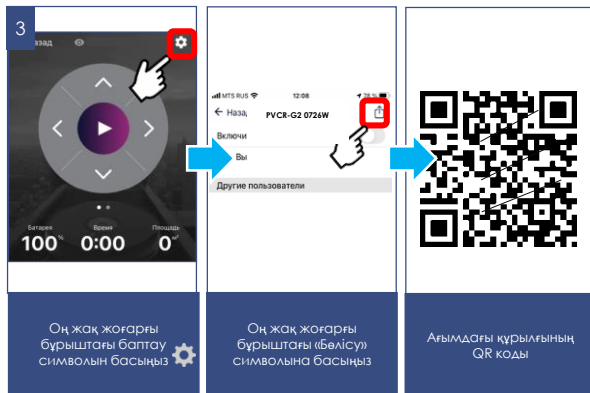 3
азад
Батарея
Время
Площадь
100%
0:00
0 м²
MTS RUS
12:08
78 %
← Наза
PVCR-G2 0726W
Включи
Вы
Другие пользователи
Оң жақ жоғарғы
бұрыштағы баптау
символын басыңыз
Оң жақ жоғарғы
бұрыштағы «Бөлісу»
символына басыңыз
Ағымдағы құрылғының
QR коды